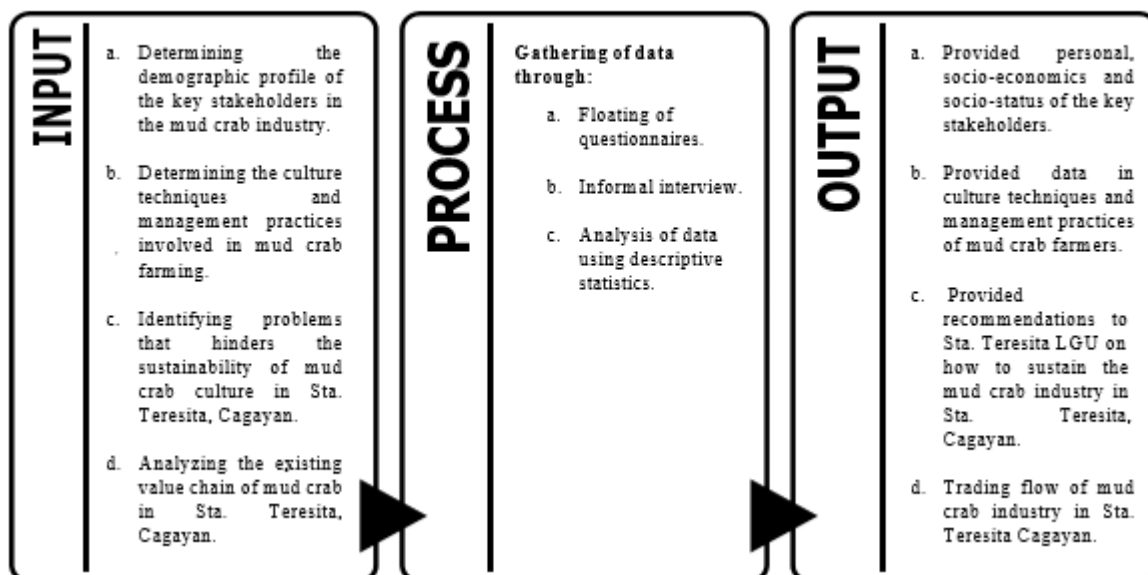 INPUT
a. Determining the
demographic profile of
the key stakeholders in
the mud crab industry.
b. Determining the culture
techniques and
management practices
involved in mud crab
farming.
c. Identifying problems
that hinders the
sustainability of mud
crab culture in Sta.
Teresita, Cagayan.
d. Analyzing the existing
value chain of mud crab
in Sta. Teresita,
Cagayan.
PROCESS
Gathering of data
through:
a. Floating of
questionnaires.
b. Informal interview.
c. Analysis of data
using descriptive
statistics.
OUTPUT
a. Provided personal,
socio-economics and
socio-status of the key
stakeholders.
b. Provided data in
culture techniques and
management practices
of mud crab farmers.
c. Provided
recommendations to
Sta. Teresita LGU on
how to sustain the
mud crab industry in
Sta. Teresita,
Cagayan.
d. Trading flow of mud
crab industry in Sta.
Teresita Cagayan.